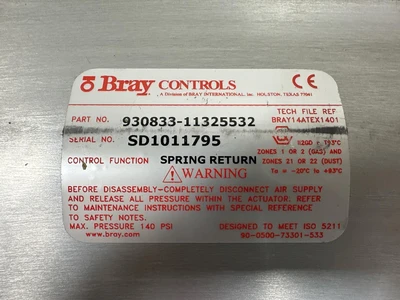 Bray CONTROLS CE
A Division of BRAY INTERNATIONAL, Inc. HOUSTON, TEXAS 77041
TECH FILE REF
PART NO. 930833-11325532 BRAY14ATEX1401
SERIAL NO. SD1011795
ZONES 1 OR 2 (GAS) AND
CONTROL FUNCTION SPRING RETURN ZONES 21 OR 22 (DUST)
WARNING Ta = -20°C to +93°C
BEFORE DISASSEMBLY-COMPLETELY DISCONNECT AIR SUPPLY
AND RELEASE ALL PRESSURE WITHIN THE ACTUATOR. REFER
TO MAINTENANCE INSTRUCTIONS WITH SPECIAL REFERENCE
TO SAFETY NOTES.
MAX. PRESSURE 140 PSI DESIGNED TO MEET ISO 5211
www.bray.com 90-0500-73301-533